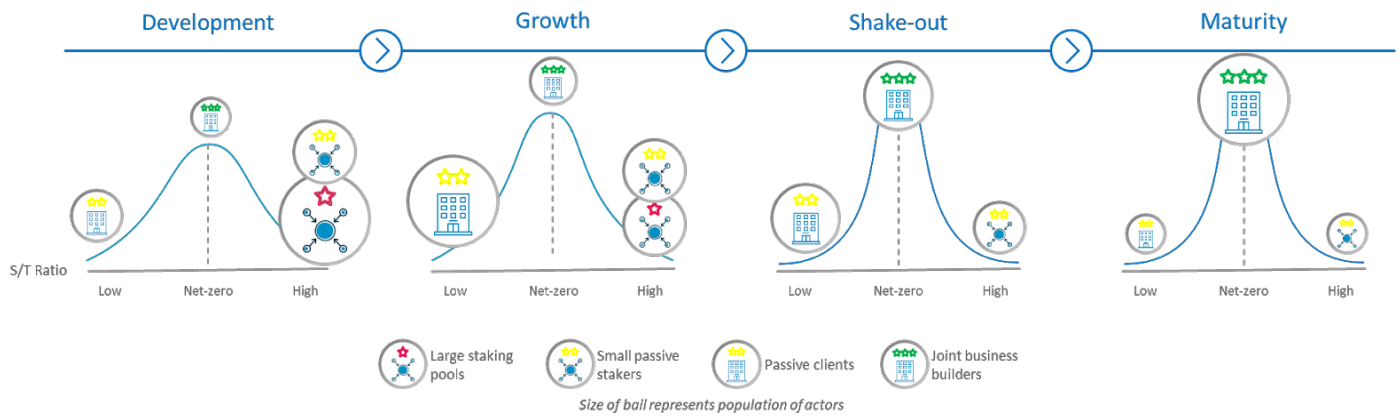 Development
Growth
Shake-out
Maturity
S/T Ratio
Low
Net-zero
High
Low
Net-zero
High
Low
Net-zero
High
Low
Net-zero
High
Large staking
pools
Small passive
stakers
Passive clients
Joint business
builders
Size of bail represents population of actors